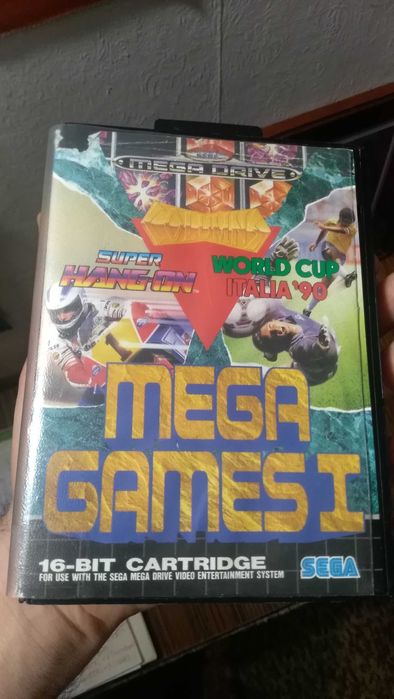 SEGA
MEGA DRIVE
COLUMNS
SUPER
HANG-ON
WORLD CUP
ITALIA '90
MEGA
GAMES I
16-BIT CARTRIDGE
FOR USE WITH THE SEGA MEGA DRIVE VIDEO ENTERTAINMENT SYSTEM
SEGA